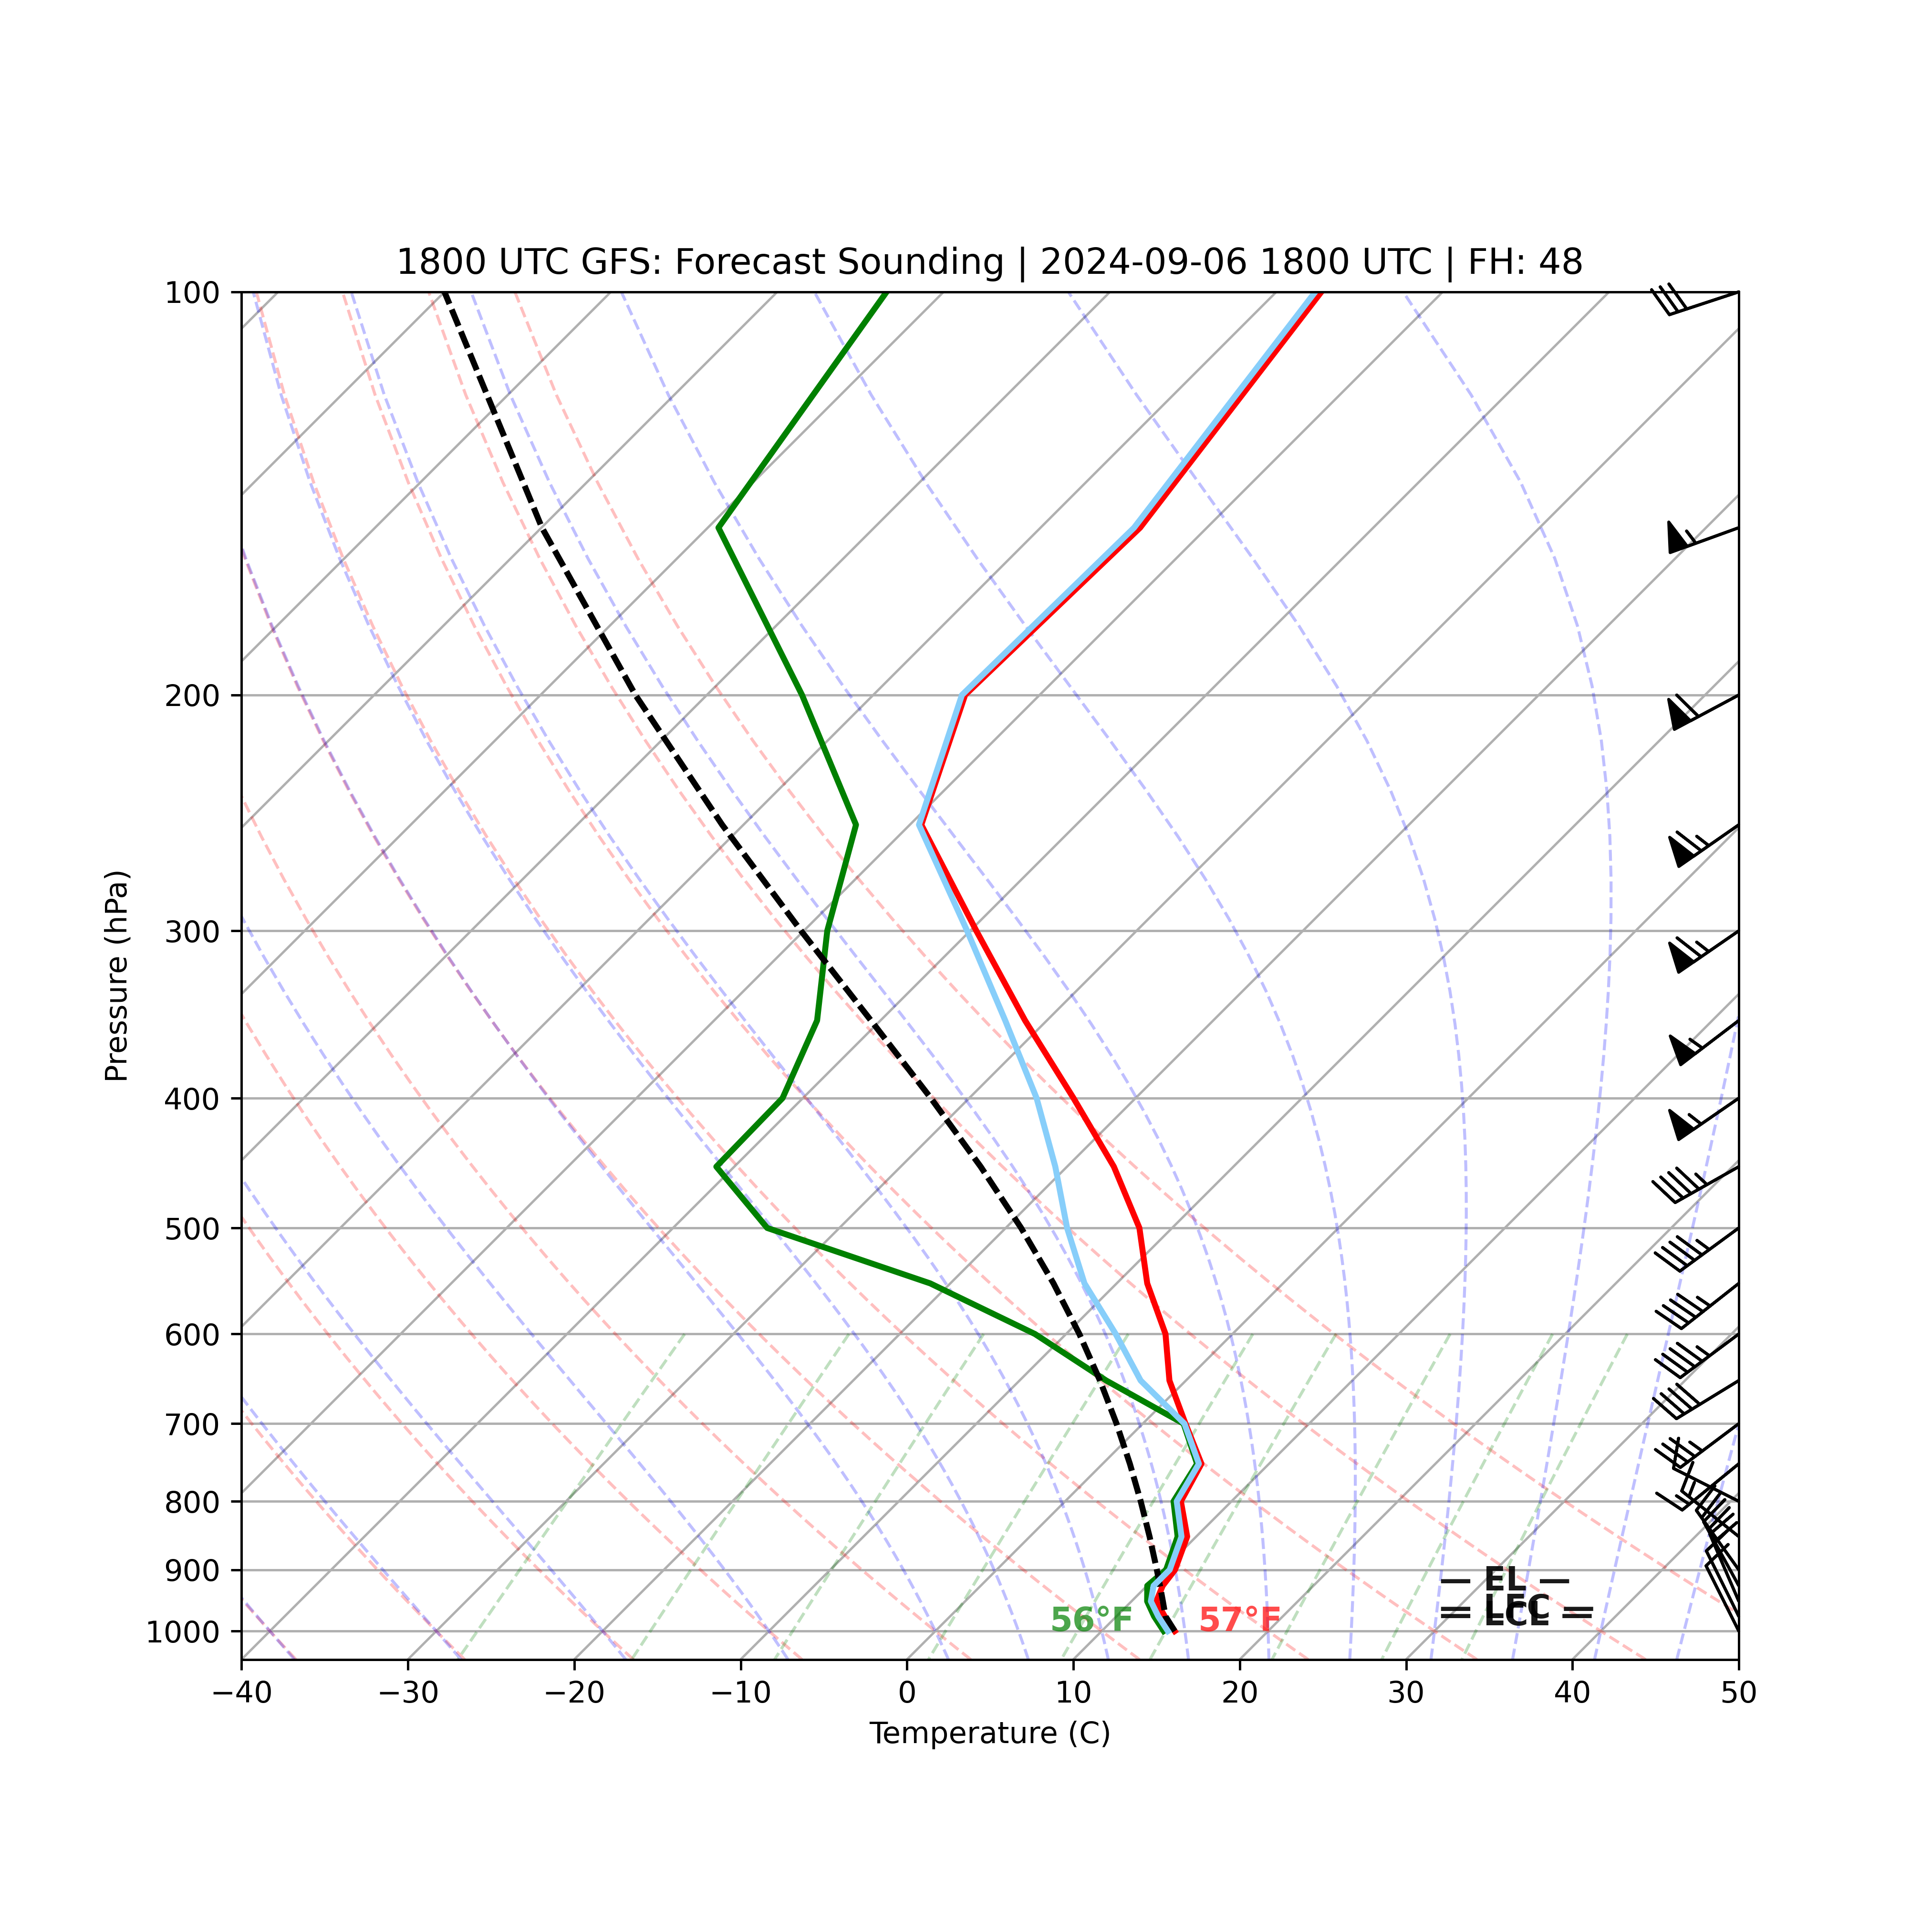 1800 UTC GFS: Forecast Sounding | 2024-09-06 1800 UTC | FH: 48
100
200
300
400
500
600
700
800
900
1000
Pressure (hPa)
— EL —
— LFC —
— LCL —
56°F
57°F
−40 −30 −20 −10 0 10 20 30 40 50
Temperature (C)